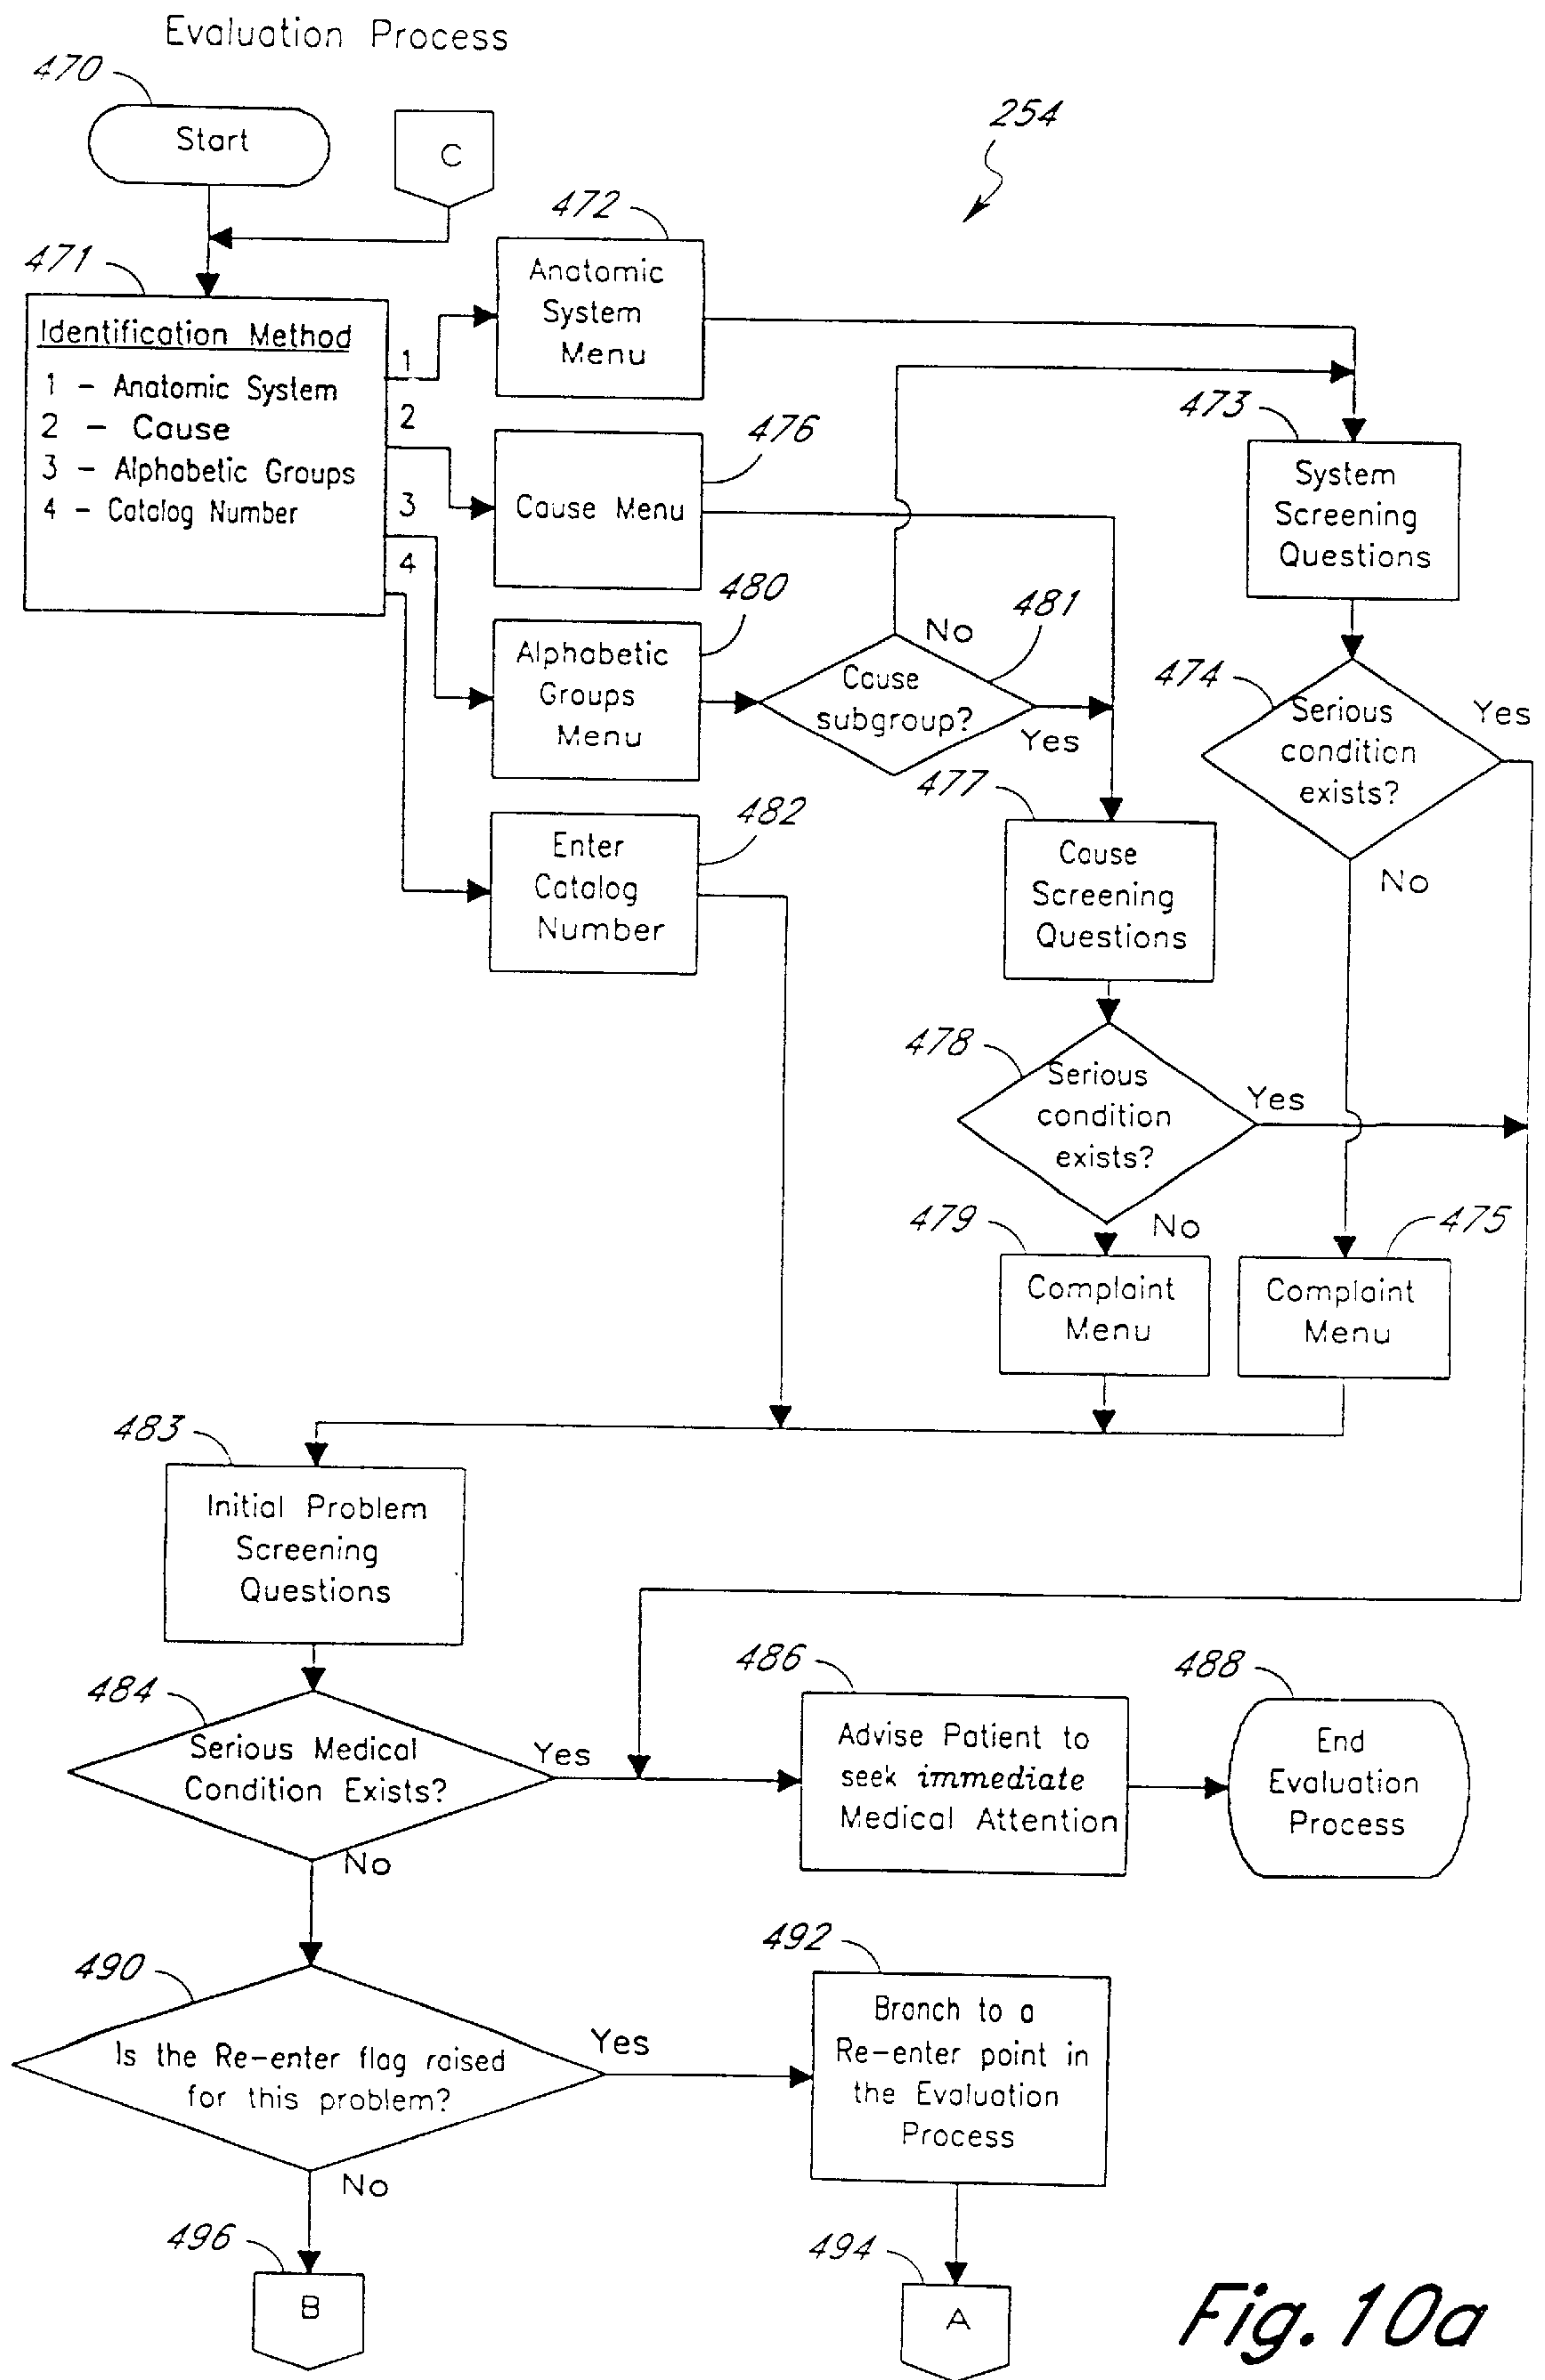 Evaluation Process
470
Start
C
254
472
471
Anatomic
System
Menu
Identification Method
1 - Anatomic System
2 - Cause
3 - Alphabetic Groups
4 - Catalog Number
1
2
3
4
473
476
System
Screening
Questions
Cause Menu
480
481
Alphabetic
Groups
Menu
No
Cause
subgroup?
Yes
474
Serious
condition
exists?
Yes
No
477
482
Enter
Catalog
Number
Cause
Screening
Questions
478
Serious
condition
exists?
Yes
No
479
475
Complaint
Menu
Complaint
Menu
483
Initial Problem
Screening
Questions
484
Serious Medical
Condition Exists?
Yes
No
486
Advise Patient to
seek immediate
Medical Attention
488
End
Evaluation
Process
490
Is the Re-enter flag raised
for this problem?
Yes
No
492
Branch to a
Re-enter point in
the Evaluation
Process
496
B
494
A
Fig. 10a